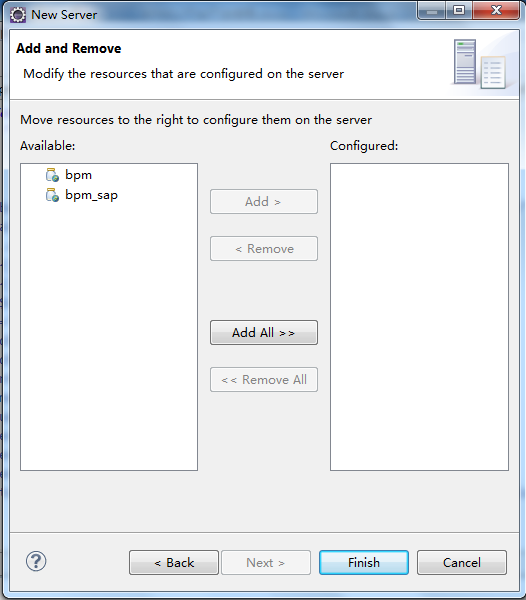 New Server
Add and Remove
Modify the resources that are configured on the server
Move resources to the right to configure them on the server
Available:
Configured:
bpm
bpm_sap
Add >
< Remove
Add All >>
<< Remove All
?
< Back
Next >
Finish
Cancel